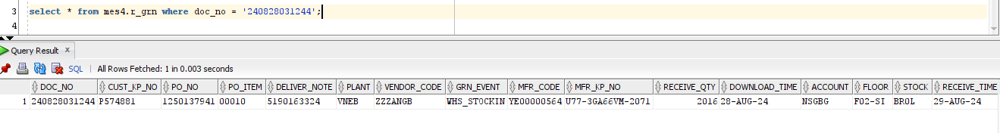 3 select * from mes4.r_grn where doc_no = '240828031244';
4
Query Result x
SQL | All Rows Fetched: 1 in 0.003 seconds
DOC_NO CUST_KP_NO PO_NO PO_ITEM DELIVER_NOTE PLANT VENDOR_CODE GRN_EVENT MFR_CODE MFR_KP_NO RECEIVE_QTY DOWNLOAD_TIME ACCOUNT FLOOR STOCK RECEIVE_TIME
1 240828031244 P574881 1250137941 00010 5190163324 VNEB ZZZANGB WHS_STOCKIN YE00000564 U77-3GA66VM-2071 2016 28-AUG-24 NSGBG F02-SI BR0L 29-AUG-24